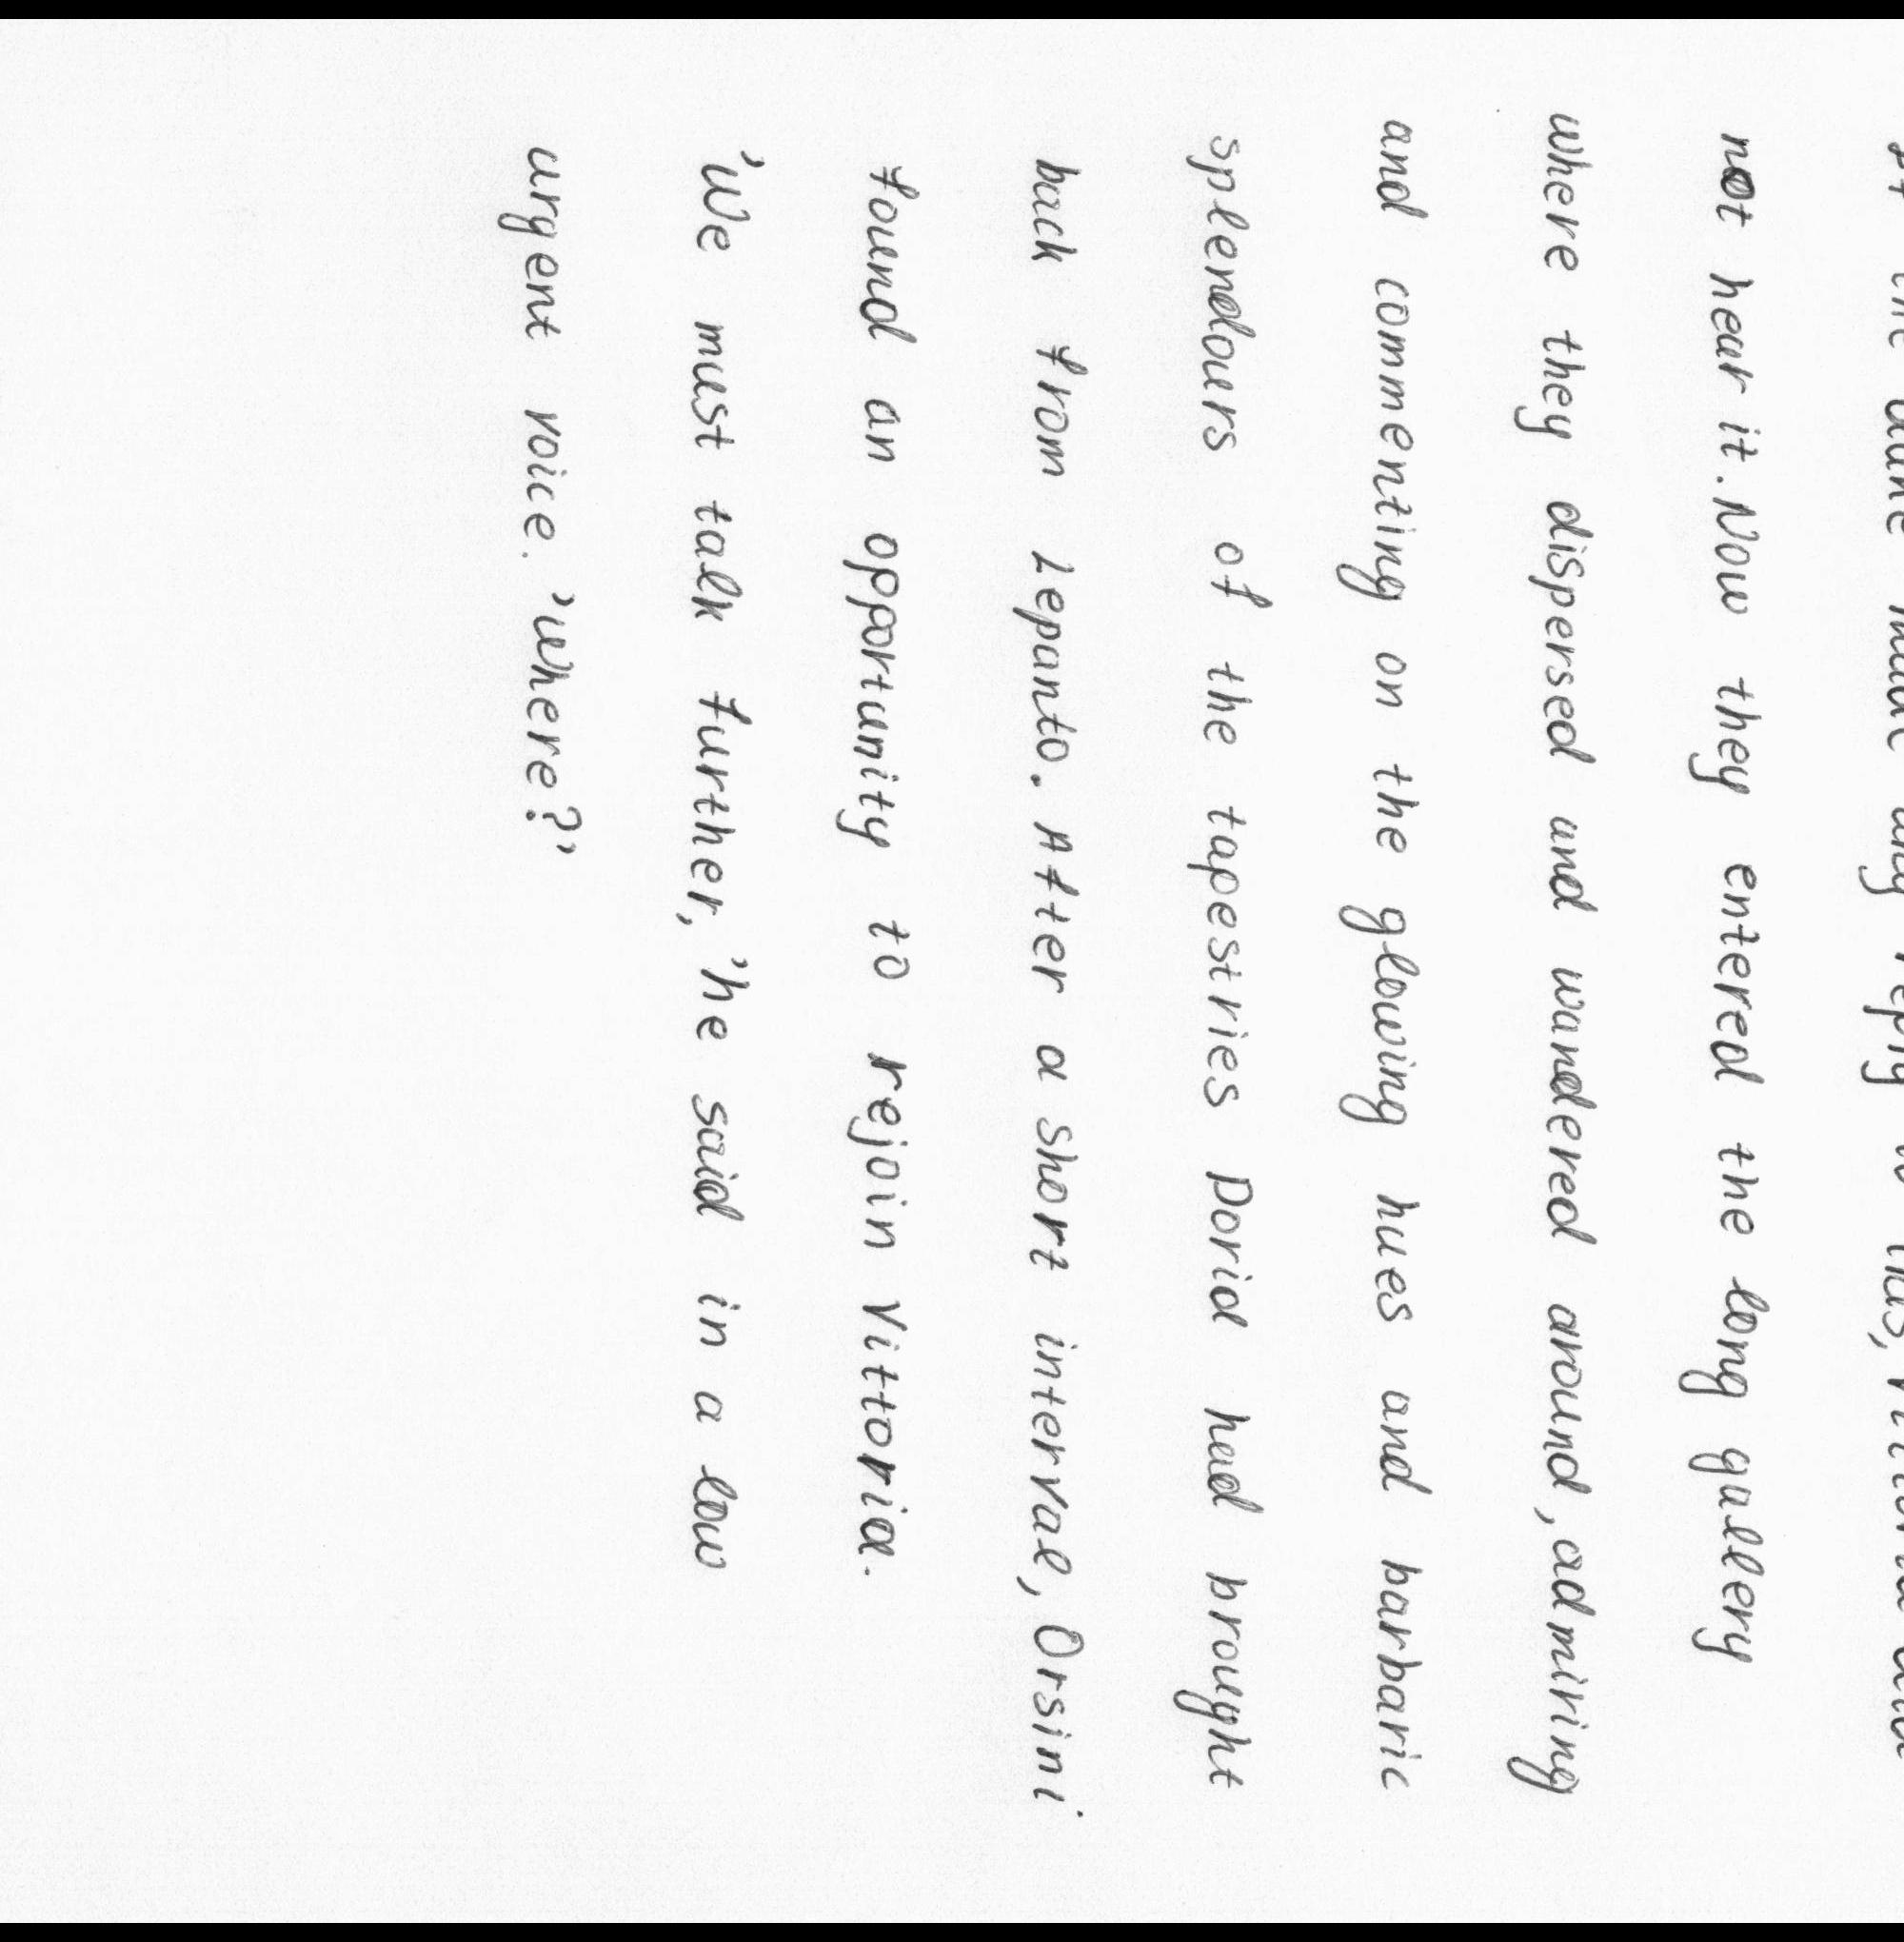 If the duke made any reply to this, Vittoria did
not hear it. Now they entered the long gallery
where they dispersed and wandered around, admiring
and commenting on the glowing hues and barbaric
splendours of the tapestries Doria had brought
back from Lepanto. After a short interval, Orsini
found an opportunity to rejoin Vittoria.
'We must talk further,' he said in a low
urgent voice. 'Where?'